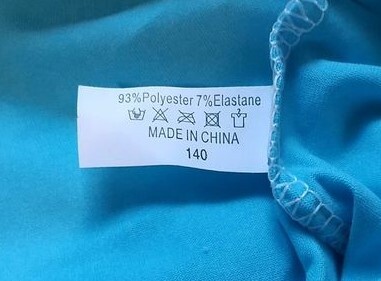 93%Polyester 7%Elastane
MADE IN CHINA
140